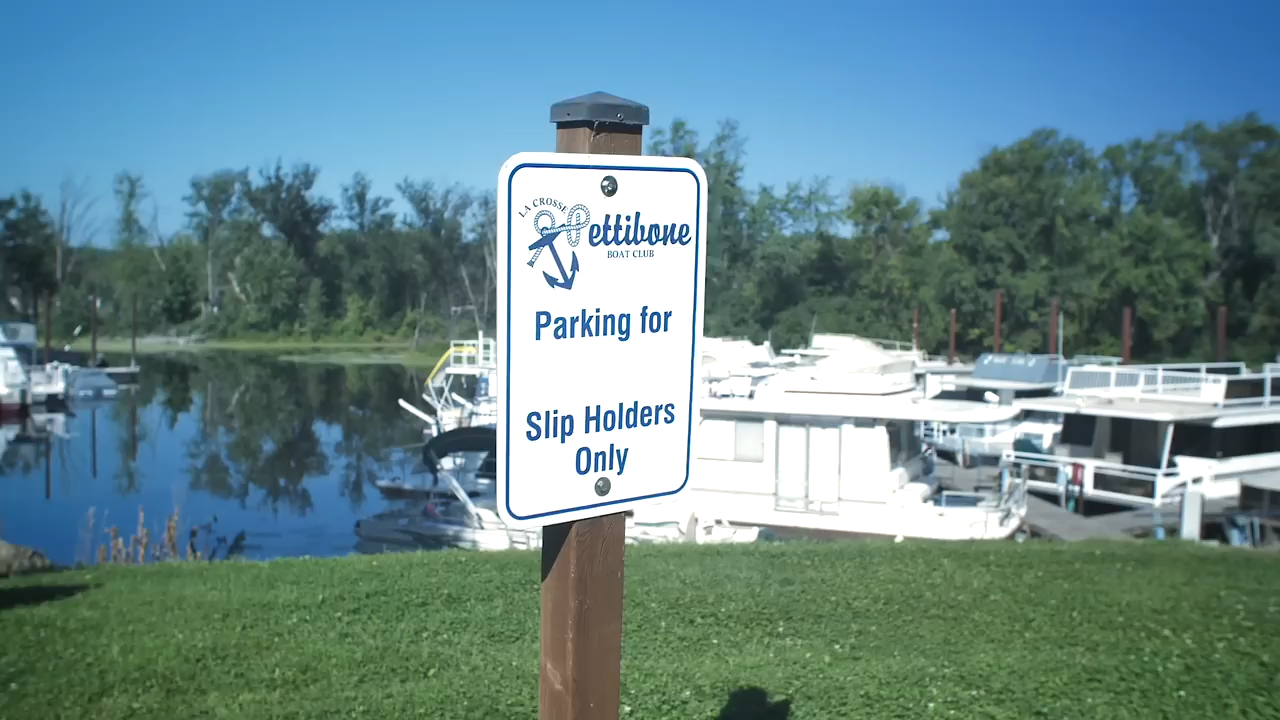 LA CROSSE
Pettibone
BOAT CLUB
Parking for
Slip Holders
Only